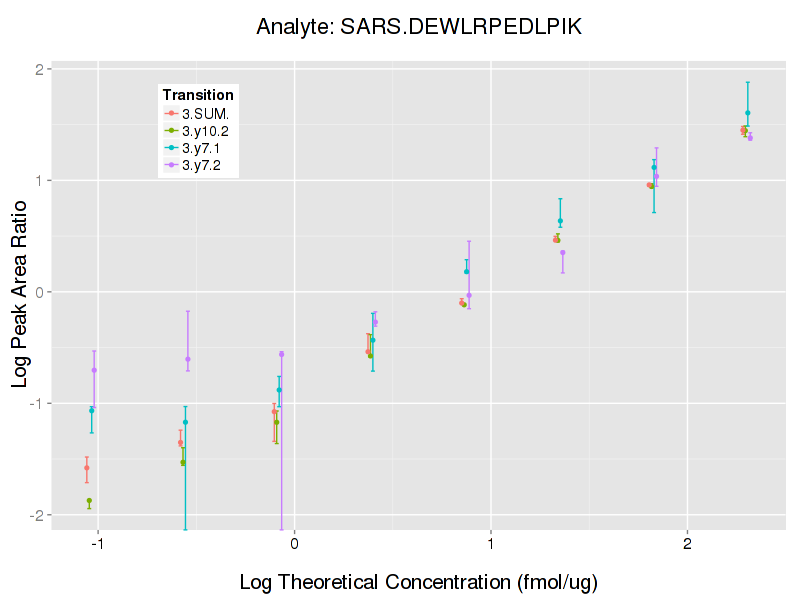 Analyte: SARS.DEWLRPEDLPIK
Transition
3.SUM.
3.y10.2
3.y7.1
3.y7.2
Log Peak Area Ratio
2
1
0
-1
-2
-1 0 1 2
Log Theoretical Concentration (fmol/ug)